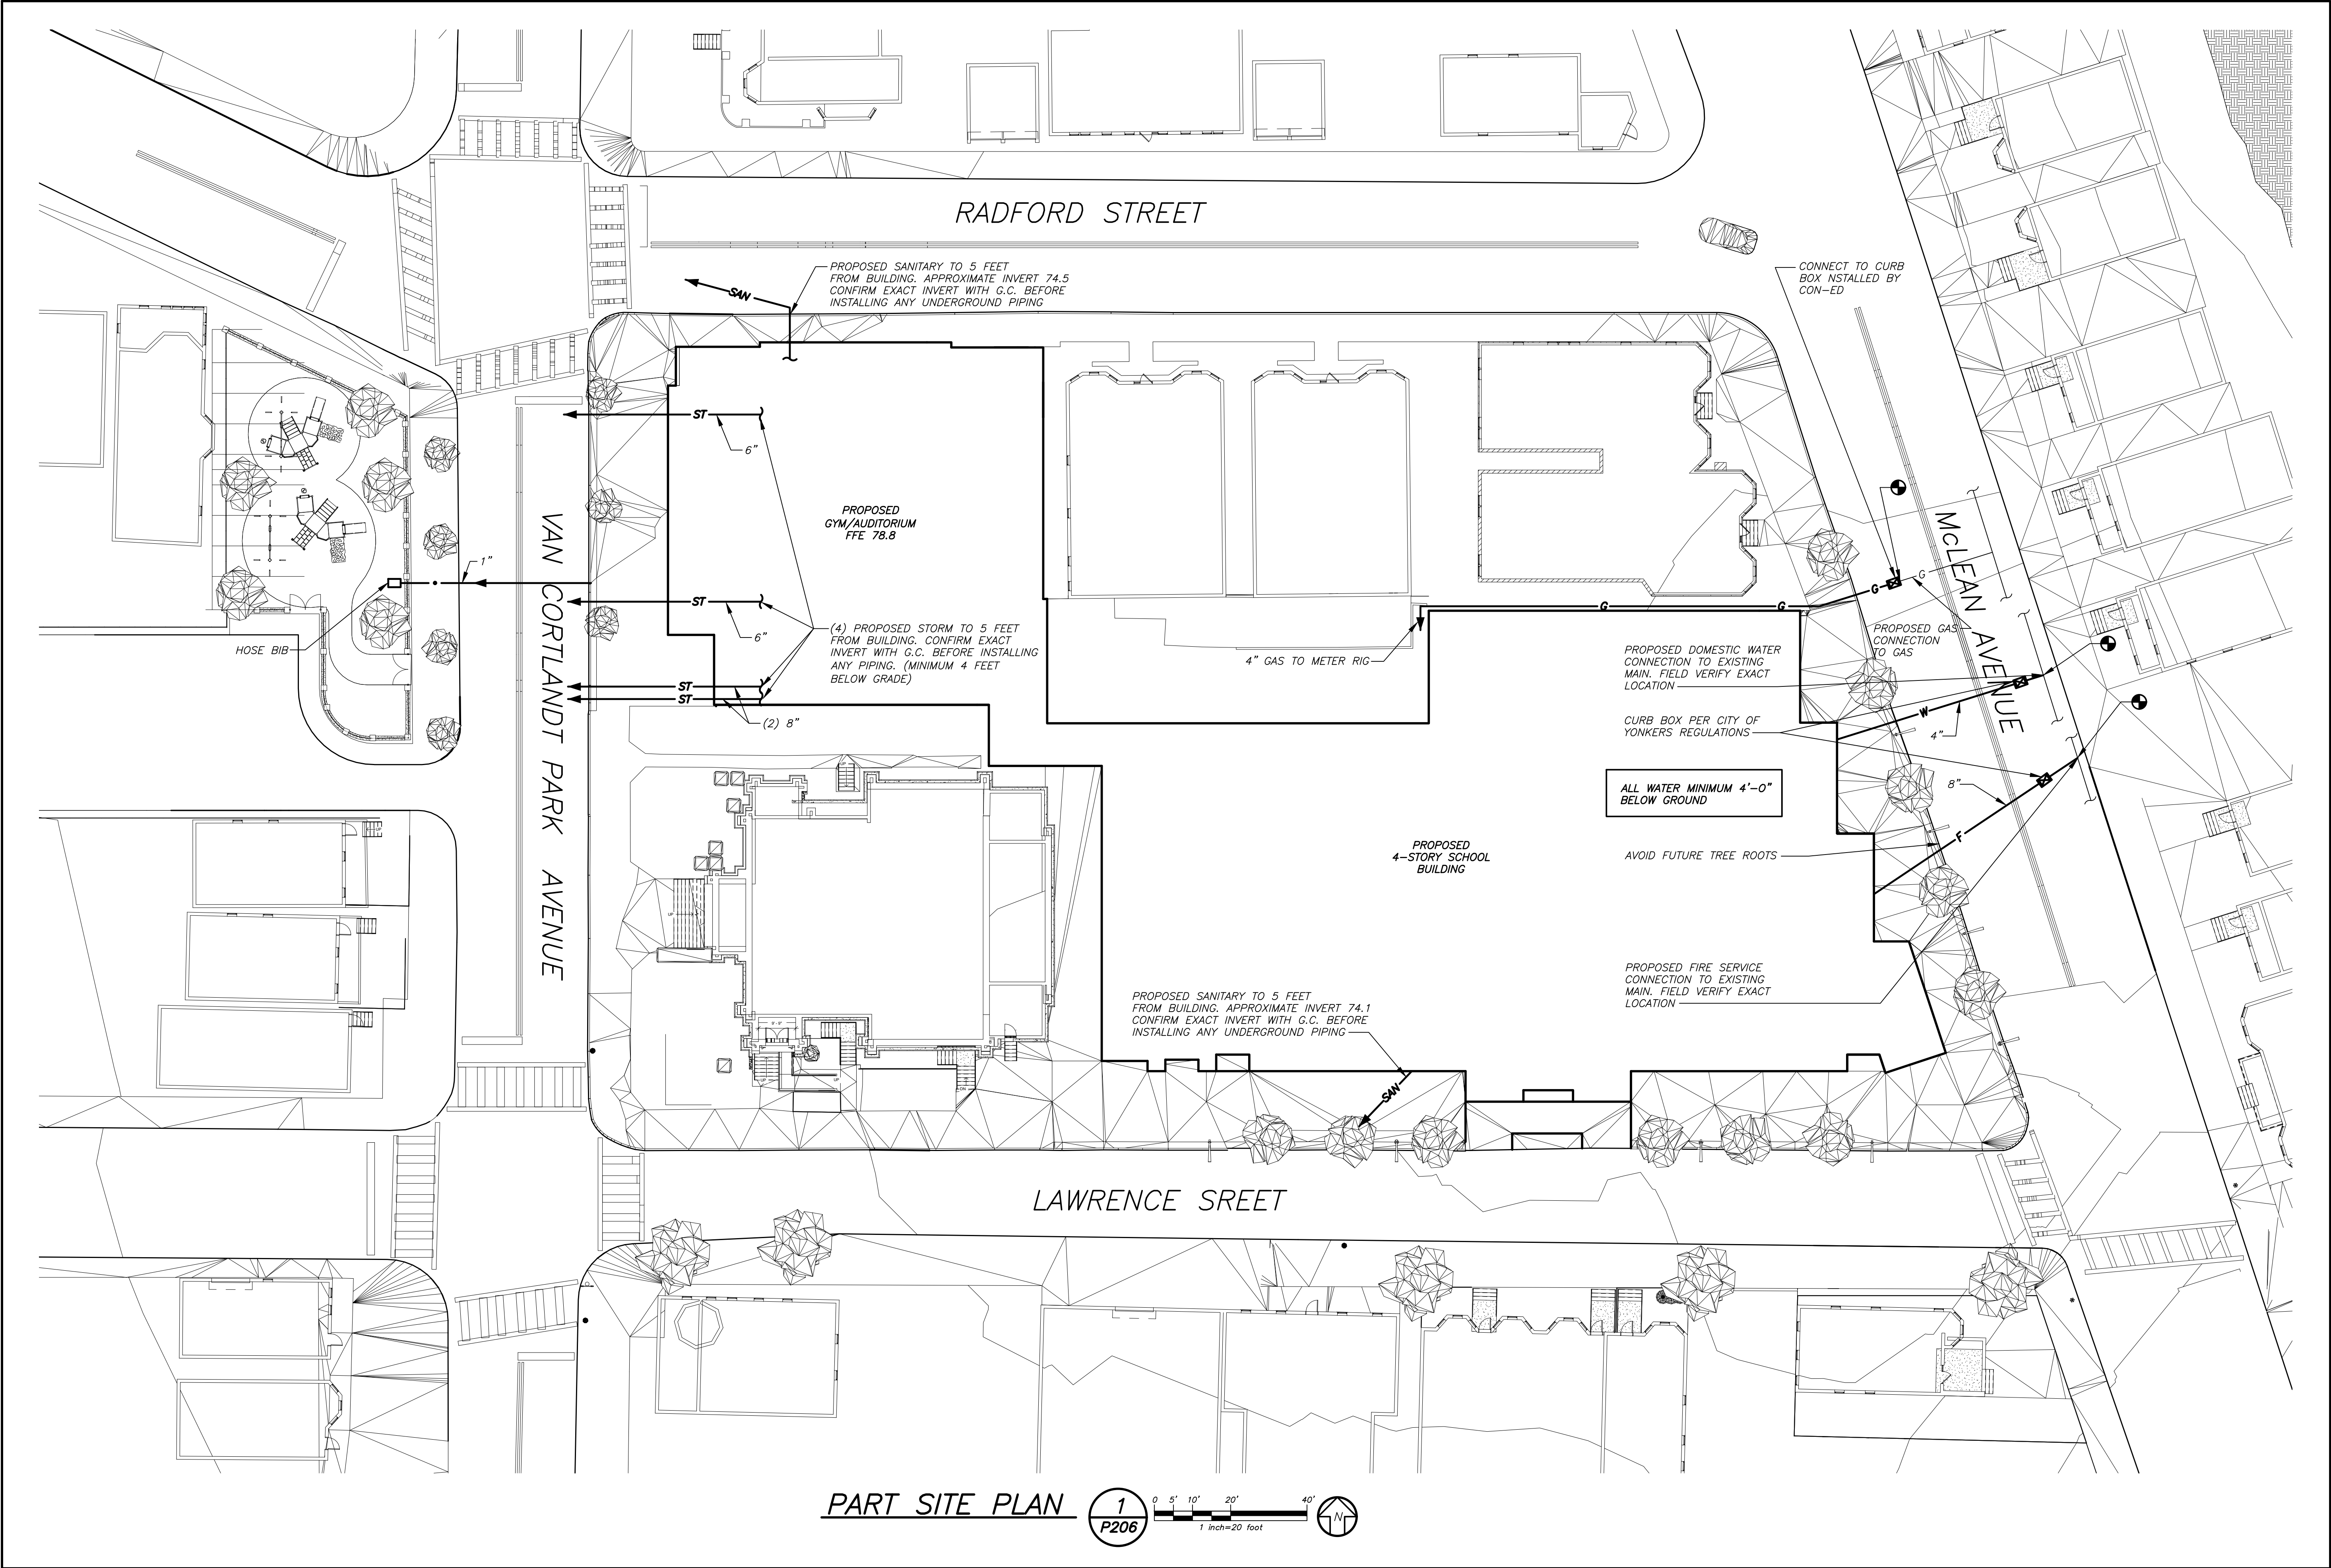 RADFORD STREET
PROPOSED SANITARY TO 5 FEET
FROM BUILDING. APPROXIMATE INVERT 74.5
CONFIRM EXACT INVERT WITH G.C. BEFORE
INSTALLING ANY UNDERGROUND PIPING
SAN
CONNECT TO CURB
BOX NSTALLED BY
CON-ED
ST
6"
PROPOSED
GYM/AUDITORIUM
FFE 78.8
VAN CORTLANDT PARK AVENUE
McLEAN AVENUE
1"
HOSE BIB
ST
6"
(4) PROPOSED STORM TO 5 FEET
FROM BUILDING. CONFIRM EXACT
INVERT WITH G.C. BEFORE INSTALLING
ANY PIPING. (MINIMUM 4 FEET
BELOW GRADE)
ST
ST
(2) 8"
G
G
G
G
4" GAS TO METER RIG
PROPOSED GAS
CONNECTION
TO GAS
PROPOSED DOMESTIC WATER
CONNECTION TO EXISTING
MAIN. FIELD VERIFY EXACT
LOCATION
W
4"
CURB BOX PER CITY OF
YONKERS REGULATIONS
ALL WATER MINIMUM 4'-0"
BELOW GROUND
8"
F
PROPOSED
4-STORY SCHOOL
BUILDING
AVOID FUTURE TREE ROOTS
PROPOSED FIRE SERVICE
CONNECTION TO EXISTING
MAIN. FIELD VERIFY EXACT
LOCATION
PROPOSED SANITARY TO 5 FEET
FROM BUILDING. APPROXIMATE INVERT 74.1
CONFIRM EXACT INVERT WITH G.C. BEFORE
INSTALLING ANY UNDERGROUND PIPING
SAN
UP
UP
UP
UP
UP
LAWRENCE SREET
PART SITE PLAN
1
P206
0 5' 10' 20' 40'
1 inch=20 foot
N